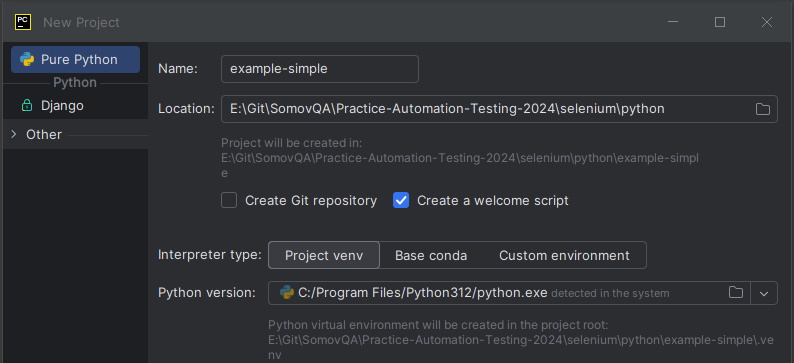 PC
New Project
Pure Python
Python
Django
Other
Name: example-simple
Location: E:\Git\SomovQA\Practice-Automation-Testing-2024\selenium\python
Project will be created in:
E:\Git\SomovQA\Practice-Automation-Testing-2024\selenium\python\example-simpl
e
Create Git repository Create a welcome script
Interpreter type: Project venv Base conda Custom environment
Python version: C:/Program Files/Python312/python.exe detected in the system
Python virtual environment will be created in the project root:
E:\Git\SomovQA\Practice-Automation-Testing-2024\selenium\python\example-simple\.ve
nv